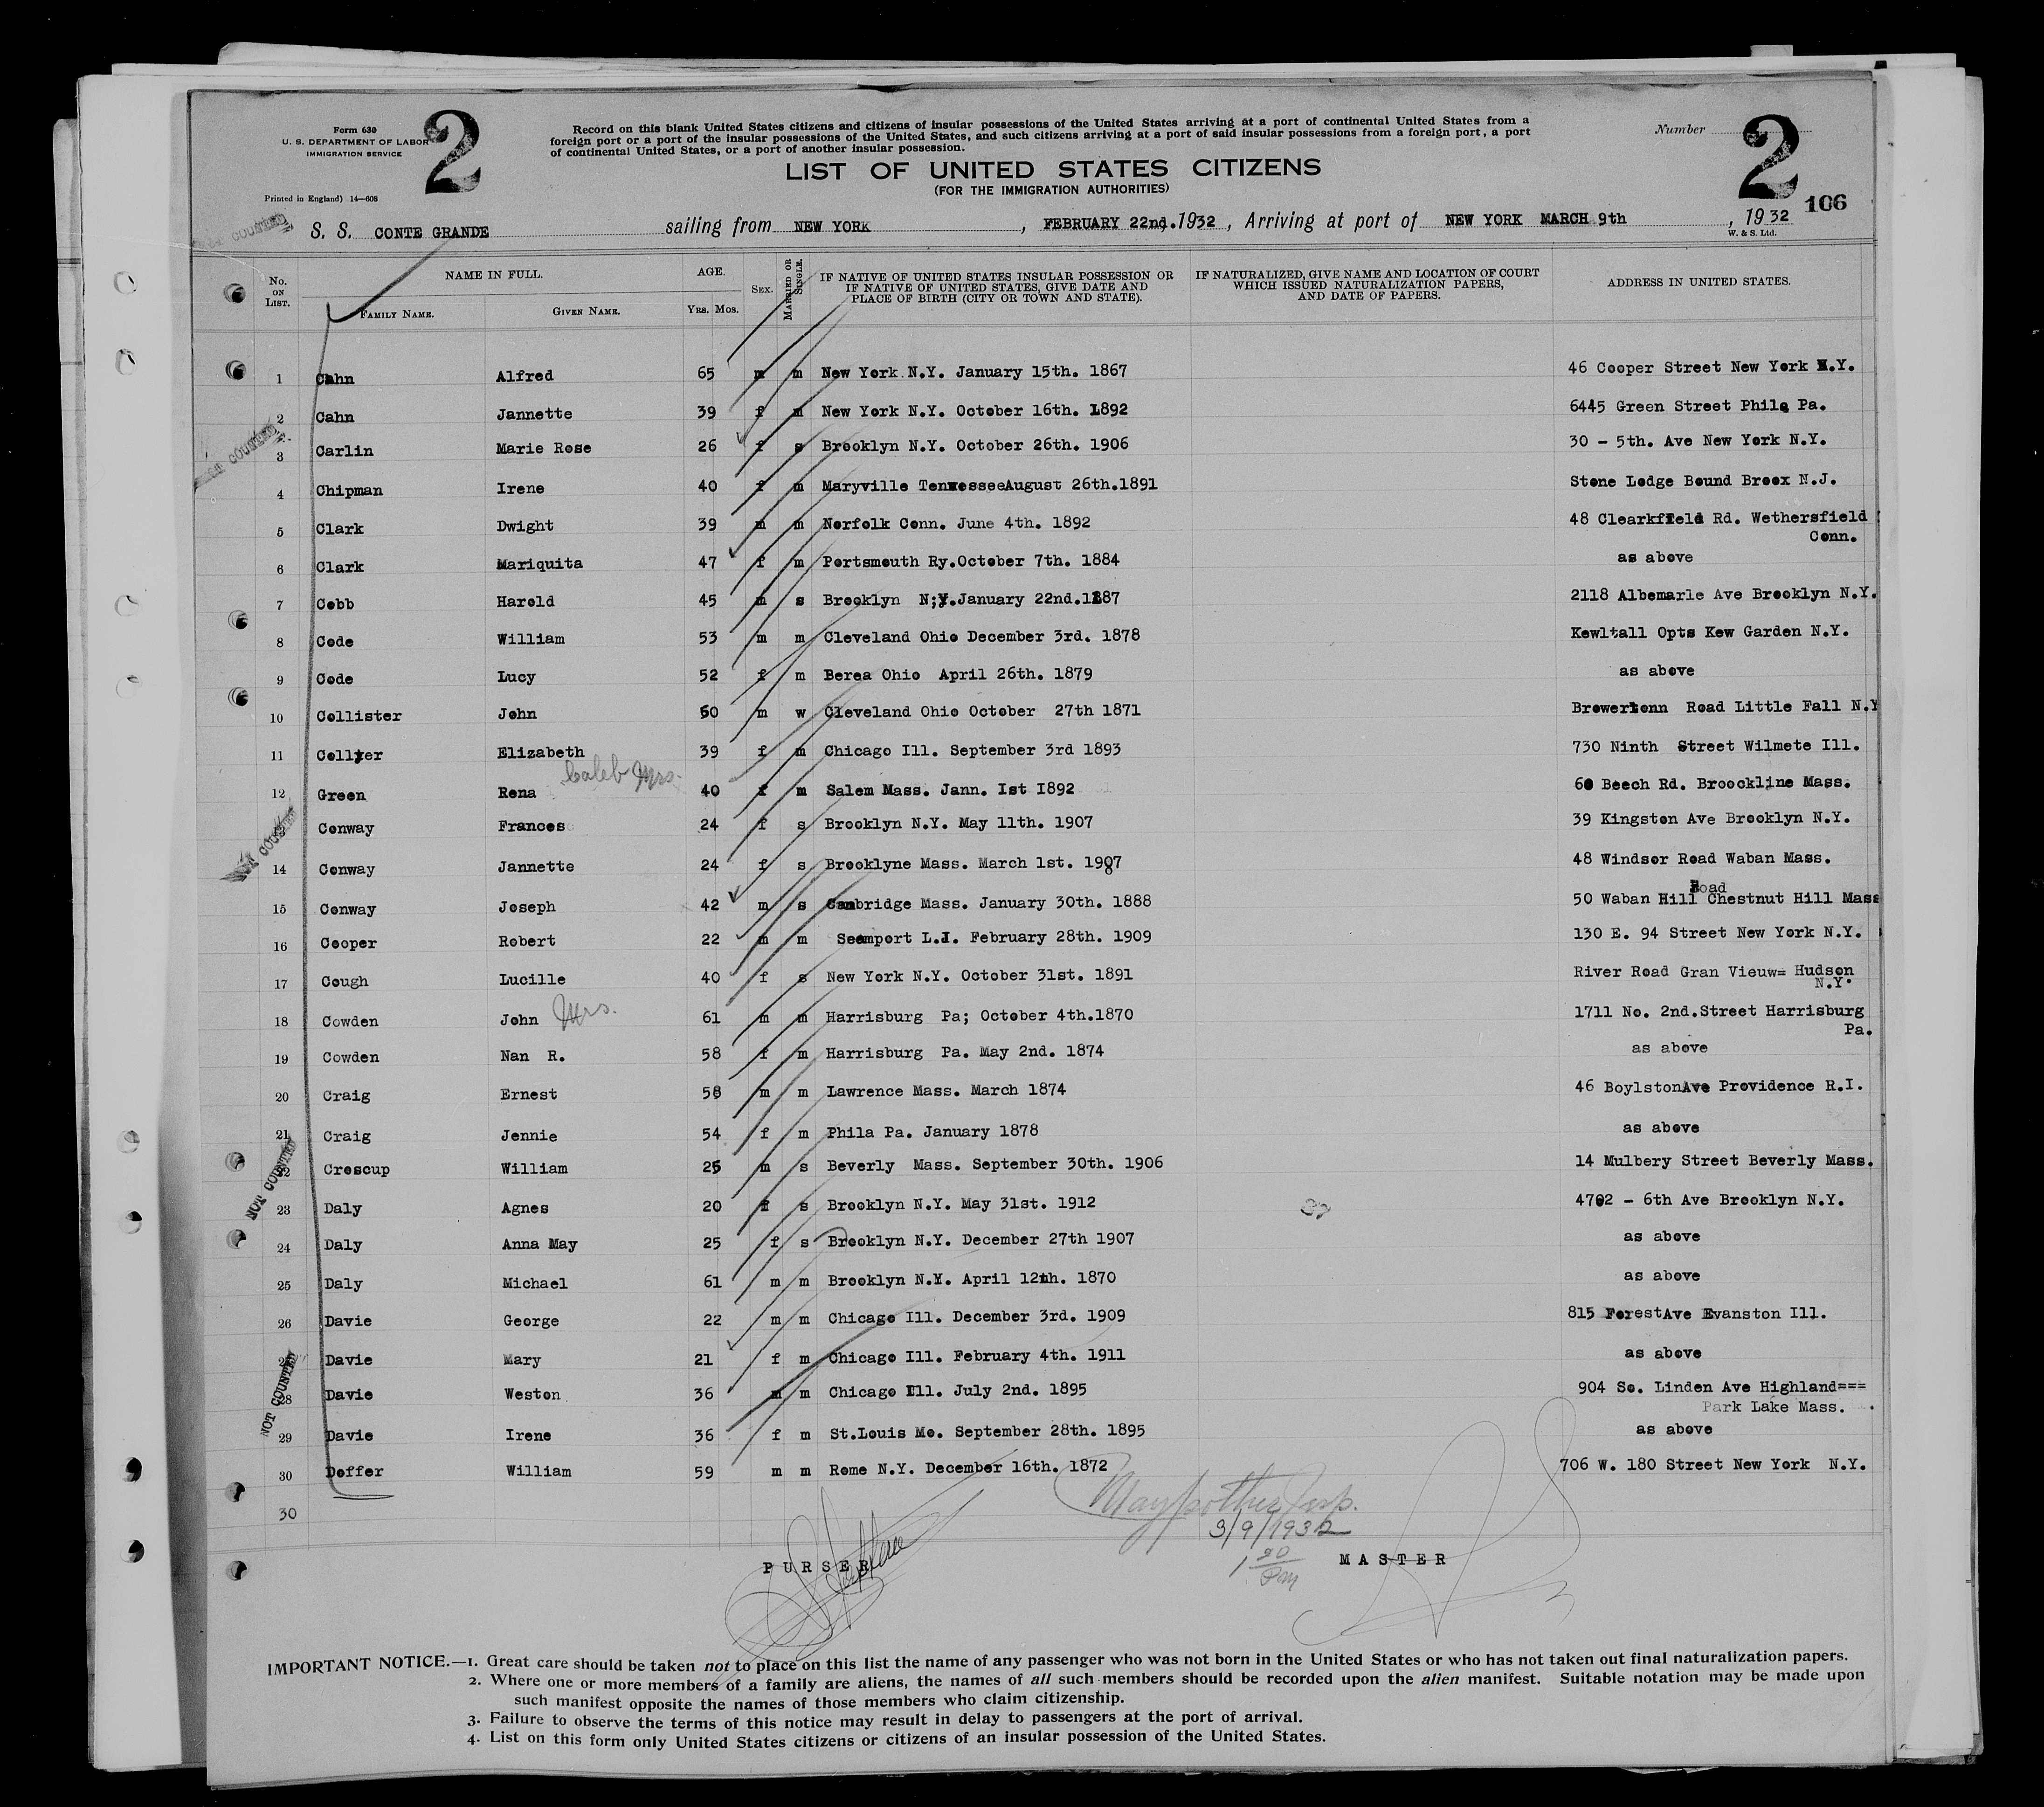 Form 630
U. S. DEPARTMENT OF LABOR
IMMIGRATION SERVICE
Printed in England) 14—608
2
Record on this blank United States citizens and citizens of insular possessions of the United States arriving at a port of continental United States from a
foreign port or a port of the insular possessions of the United States, and such citizens arriving at a port of said insular possessions from a foreign port, a port
of continental United States, or a port of another insular possession.
LIST OF UNITED STATES CITIZENS
(FOR THE IMMIGRATION AUTHORITIES)
Number
2
106
S. S. CONTE GRANDE sailing from NEW YORK , FEBRUARY 22nd. 1932 , Arriving at port of NEW YORK MARCH 9th , 1932
W. & S. Ltd.
No. ON LIST. NAME IN FULL. AGE. SEX. MARRIED OR SINGLE. IF NATIVE OF UNITED STATES INSULAR POSSESSION OR IF NATIVE OF UNITED STATES, GIVE DATE AND PLACE OF BIRTH (CITY OR TOWN AND STATE). IF NATURALIZED, GIVE NAME AND LOCATION OF COURT WHICH ISSUED NATURALIZATION PAPERS, AND DATE OF PAPERS. ADDRESS IN UNITED STATES.
FAMILY NAME. GIVEN NAME. YRS. MOS.
1 Cahn Alfred 65 m m New York N.Y. January 15th. 1867 46 Cooper Street New York N.Y.
2 Cahn Jannette 39 f m New York N.Y. October 16th. 1892 6445 Green Street Phila Pa.
3 Carlin Marie Rose 26 f s Brooklyn N.Y. October 26th. 1906 30 - 5th. Ave New York N.Y.
4 Chipman Irene 40 f m Maryville Tennessee August 26th.1891 Stone Lodge Bound Broox N.J.
5 Clark Dwight 39 m m Norfolk Conn. June 4th. 1892 48 Clearkfield Rd. Wethersfield
Conn.
6 Clark Mariquita 47 f m Portsmouth Ry.October 7th. 1884 as above
7 Cobb Harold 45 m s Brooklyn N;Y.January 22nd.1887 2118 Albemarle Ave Brooklyn N.Y.
8 Code William 53 m m Cleveland Ohio December 3rd. 1878 Kewltall Opts Kew Garden N.Y.
9 Code Lucy 52 f m Berea Ohio April 26th. 1879 as above
10 Collister John 60 m w Cleveland Ohio October 27th 1871 Road Little Fall N.Y
11 Collyer Elizabeth 39 f m Chicago Ill. September 3rd 1893 730 Ninth Street Wilmete Ill.
Caleb Mrs.
12 Green Rena 40 f m Salem Mass. Jann. Ist I892 60 Beech Rd. Broockline Mass.
Conway Frances 24 f s Brooklyn N.Y. May 11th. 1907 39 Kingston Ave Brooklyn N.Y.
14 Conway Jannette 24 f s Brooklyne Mass. March 1st. 1908 48 Windsor Road Waban Mass.
Road
15 Conway Joseph 42 m s Cambridge Mass. January 30th. 1888 50 Waban Hill Chestnut Hill Mass
16 Cooper Robert 22 m m L.I. February 28th. 1909 130 E. 94 Street New York N.Y.
17 Cough Lucille 40 f s New York N.Y. October 31st. 1891 River Road Gran Vieuw= Hudson
N.Y.
18 Cowden John Mrs. 61 m m Harrisburg Pa; October 4th.1870 1711 No. 2nd.Street Harrisburg
Pa.
19 Cowden Nan R. 58 f m Harrisburg Pa. May 2nd. 1874 as above
20 Craig Ernest 58 m m Lawrence Mass. March 1874 46 BoylstonAve Providence R.I.
21 Craig Jennie 54 f m Phila Pa. January 1878 as above
22 Crescup William 25 m s Beverly Mass. September 30th. 1906 14 Mulbery Street Beverly Mass.
23 Daly Agnes 20 f s Brooklyn N.Y. May 31st. 1912 4702 - 6th Ave Brooklyn N.Y.
24 Daly Anna May 25 f s Brooklyn N.Y. December 27th 1907 as above
25 Daly Michael 61 m m Brooklyn N.Y. April 12th. 1870 as above
26 Davie George 22 m m Chicago Ill. December 3rd. 1909 815 ForestAve Evanston Ill.
Davie Mary 21 f m Chicago Ill. February 4th. 1911 as above
28 Davie Weston 36 m m Chicago Ill. July 2nd. 1895 904 So. Linden Ave Highland===
Park Lake Mass.
29 Davie Irene 36 f m St.Louis Mo. September 28th. 1895 as above
30 Deffer William 59 m m Rome N.Y. December 16th. 1872 706 W. 180 Street New York N.Y.
30
NOT COUNTED
NOT COUNTED
Insp.
3/9/1932
PURSER
MASTER
IMPORTANT NOTICE.—1. Great care should be taken not to place on this list the name of any passenger who was not born in the United States or who has not taken out final naturalization papers.
2. Where one or more members of a family are aliens, the names of all such members should be recorded upon the alien manifest. Suitable notation may be made upon
such manifest opposite the names of those members who claim citizenship.
3. Failure to observe the terms of this notice may result in delay to passengers at the port of arrival.
4. List on this form only United States citizens or citizens of an insular possession of the United States.